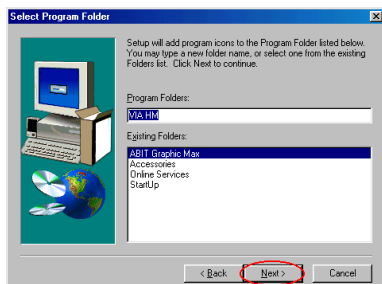 Select Program Folder
Setup will add program icons to the Program Folder listed below.
You may type a new folder name, or select one from the existing
Folders list. Click Next to continue.
Program Folders:
VIA HM
Existing Folders:
ABIT Graphic Max
Accessories
Online Services
StartUp
< Back
Next >
Cancel